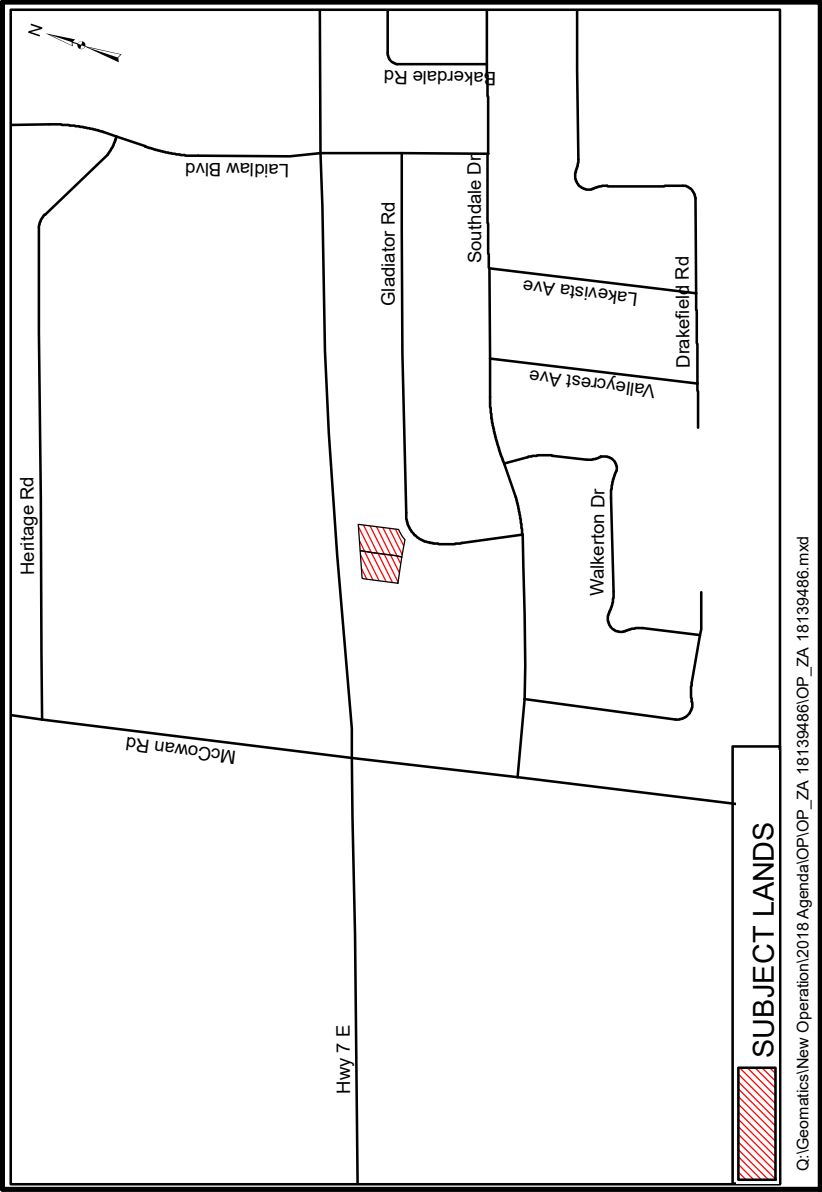 N
Heritage Rd
Laidlaw Blvd
Bakerdale Rd
McCowan Rd
Hwy 7 E
Gladiator Rd
Southdale Dr
Lakevista Ave
Valleycrest Ave
Drakefield Rd
Walkerton Dr
SUBJECT LANDS
Q:\Geomatics\New Operation\2018 Agenda\OP\OP_ZA 18139486\OP_ZA 18139486.mxd